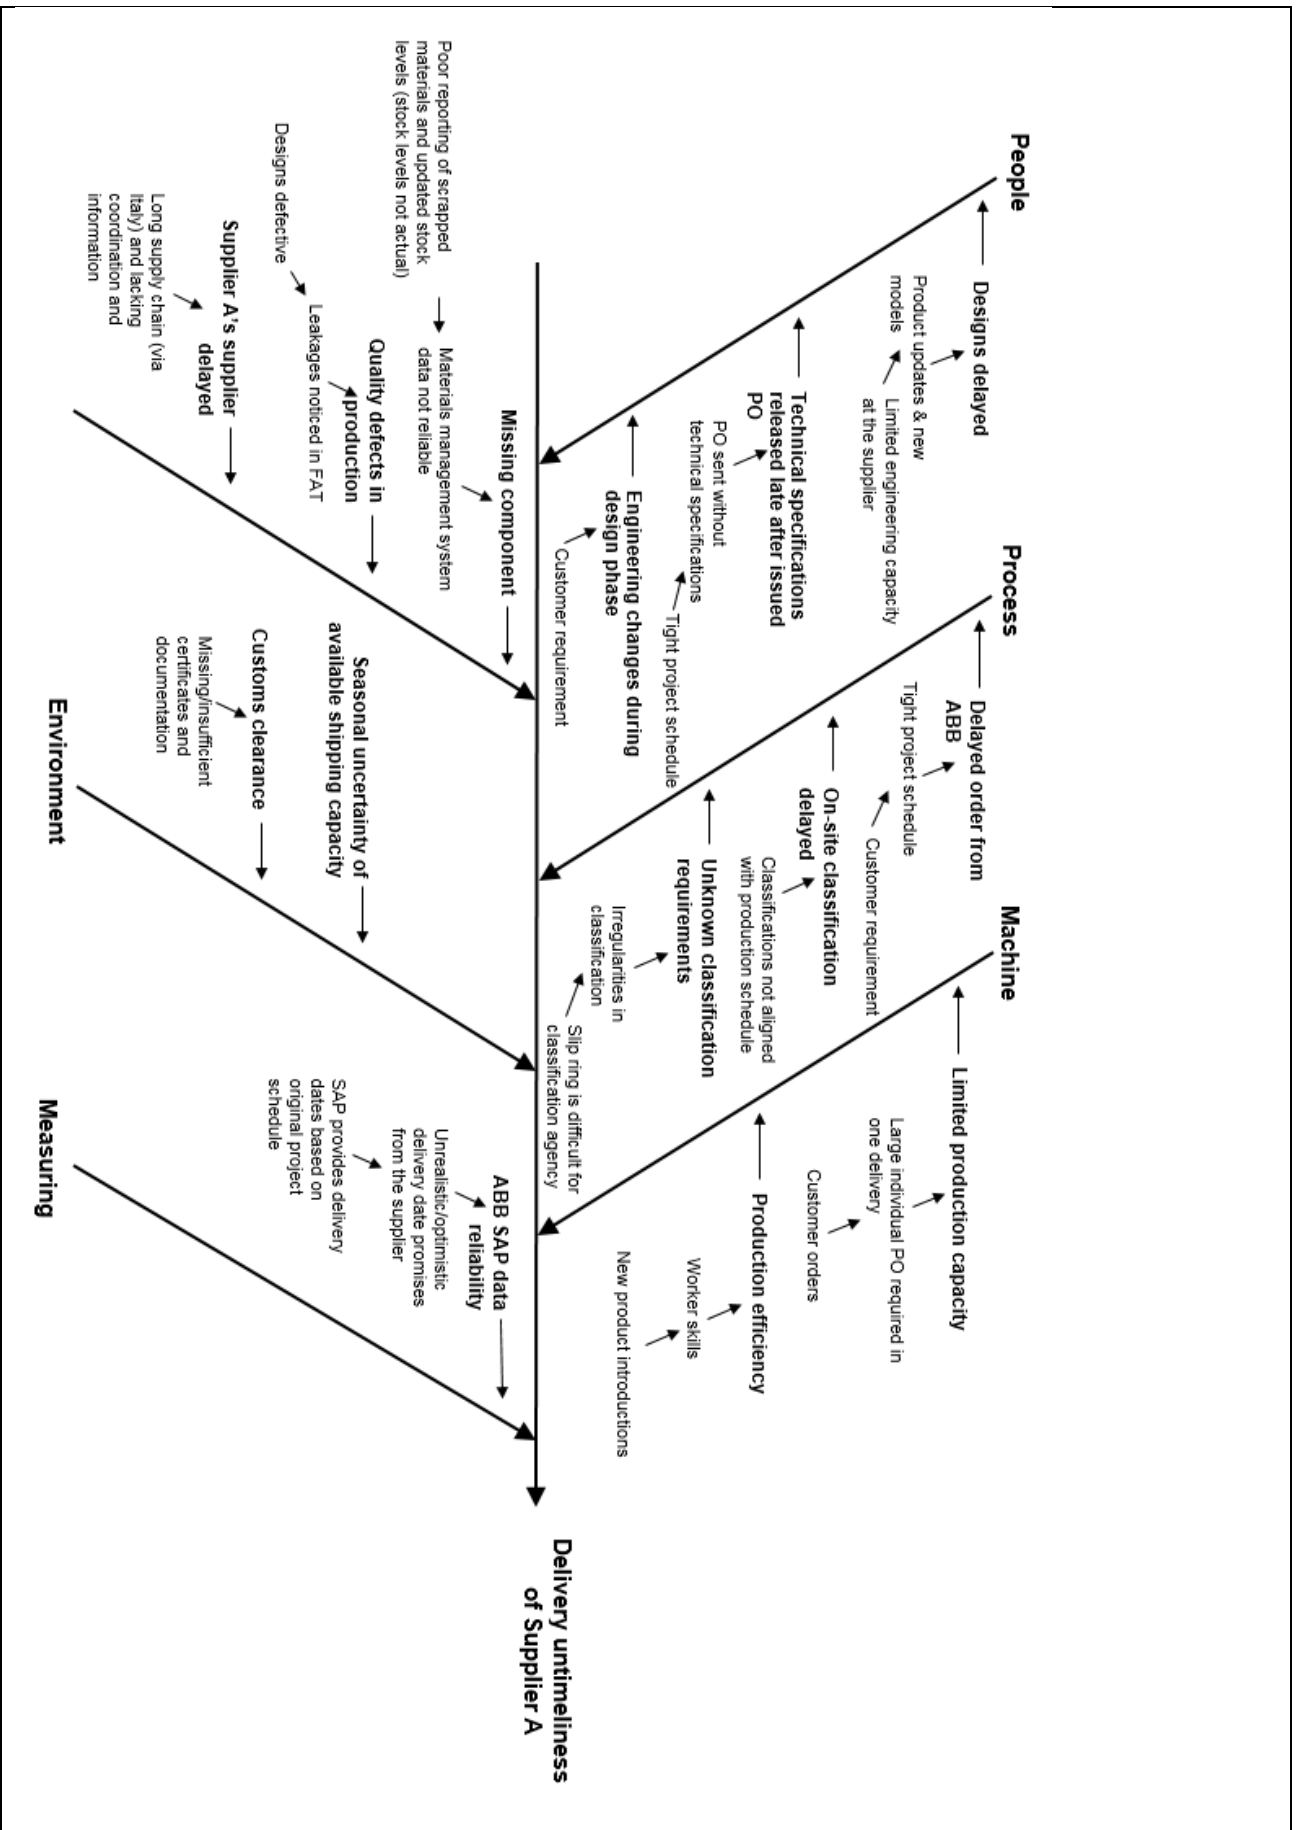 People
Designs delayed
Product updates & new
models
Limited engineering capacity
at the supplier
Technical specifications
released late after issued
PO
PO sent without
technical specifications
Tight project schedule
Engineering changes during
design phase
Customer requirement
Process
Delayed order from
ABB
Tight project schedule
Customer requirement
On-site classification
delayed
Classifications not aligned
with production schedule
Unknown classification
requirements
Irregularities in
classification
Slip ring is difficult for
classification agency
Machine
Limited production capacity
Large individual PO required in
one delivery
Customer orders
Production efficiency
Worker skills
New product introductions
Delivery untimeliness
of Supplier A
Missing component
Materials management system
data not reliable
Poor reporting of scrapped
materials and updated stock
levels (stock levels not actual)
Quality defects in
production
Leakages noticed in FAT
Designs defective
Supplier A's supplier
delayed
Long supply chain (via
Italy) and lacking
coordination and
information
Seasonal uncertainty of
available shipping capacity
Customs clearance
Missing/insufficient
certificates and
documentation
Environment
ABB SAP data
reliability
Unrealistic/optimistic
delivery date promises
from the supplier
SAP provides delivery
dates based on
original project
schedule
Measuring